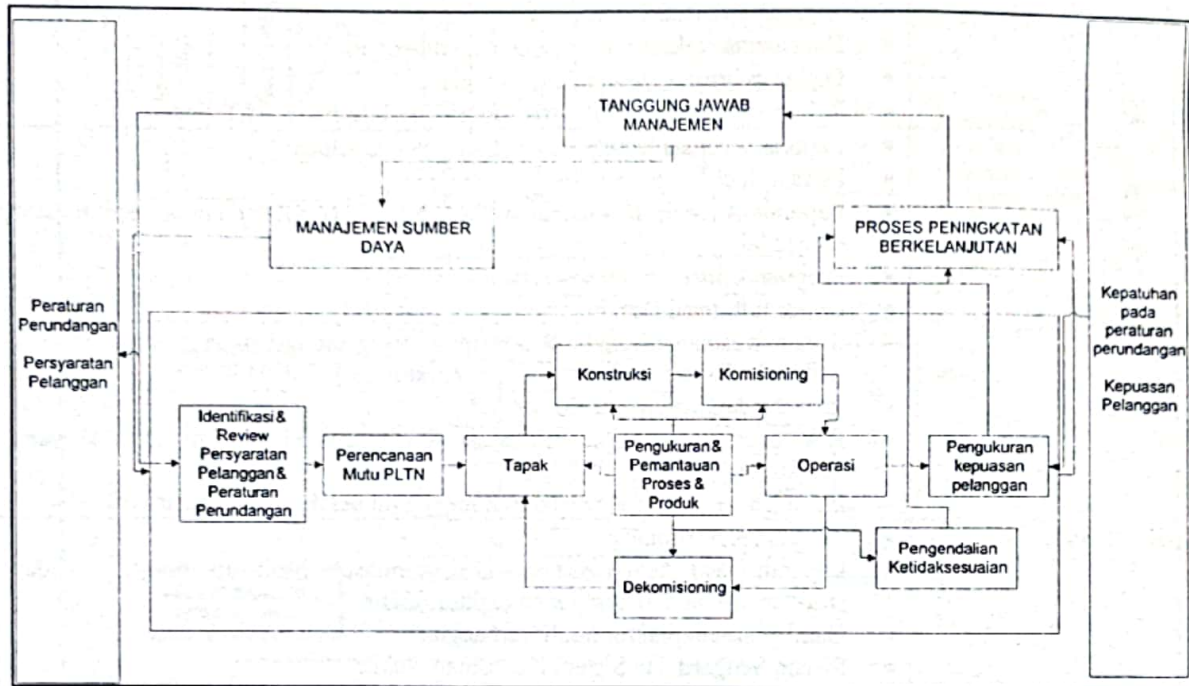 TANGGUNG JAWAB
MANAJEMEN
MANAJEMEN SUMBER
DAYA
PROSES PENINGKATAN
BERKELANJUTAN
Peraturan
Perundangan
Persyaratan
Pelanggan
Kepatuhan
pada
peraturan
perundangan
Kepuasan
Pelanggan
Konstruksi
Komisioning
Identifikasi &
Review
Persyaratan
Pelanggan &
Peraturan
Perundangan
Perencanaan
Mutu PLTN
Tapak
Pengukuran &
Pemantauan
Proses &
Produk
Operasi
Pengukuran
kepuasan
pelanggan
Pengendalian
Ketidaksesuaian
Dekomisioning